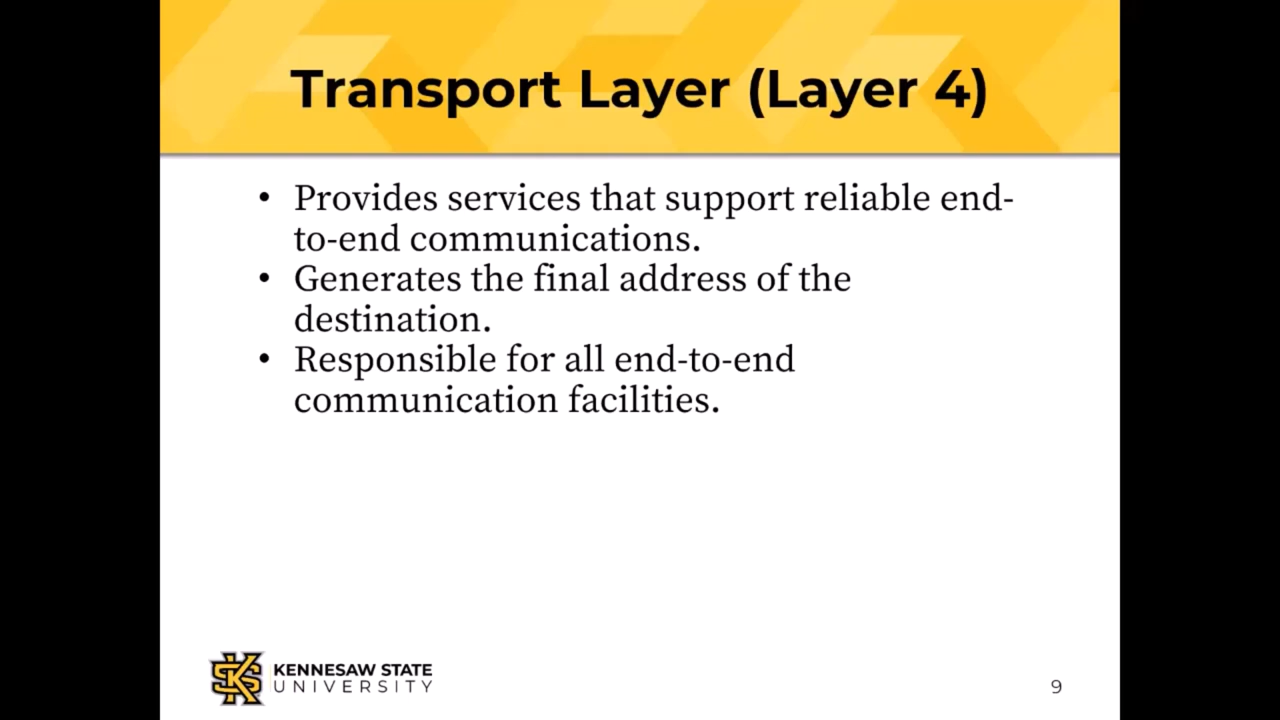 Transport Layer (Layer 4)
• Provides services that support reliable end-
to-end communications.
• Generates the final address of the
destination.
• Responsible for all end-to-end
communication facilities.
KENNESAW STATE
UNIVERSITY
9